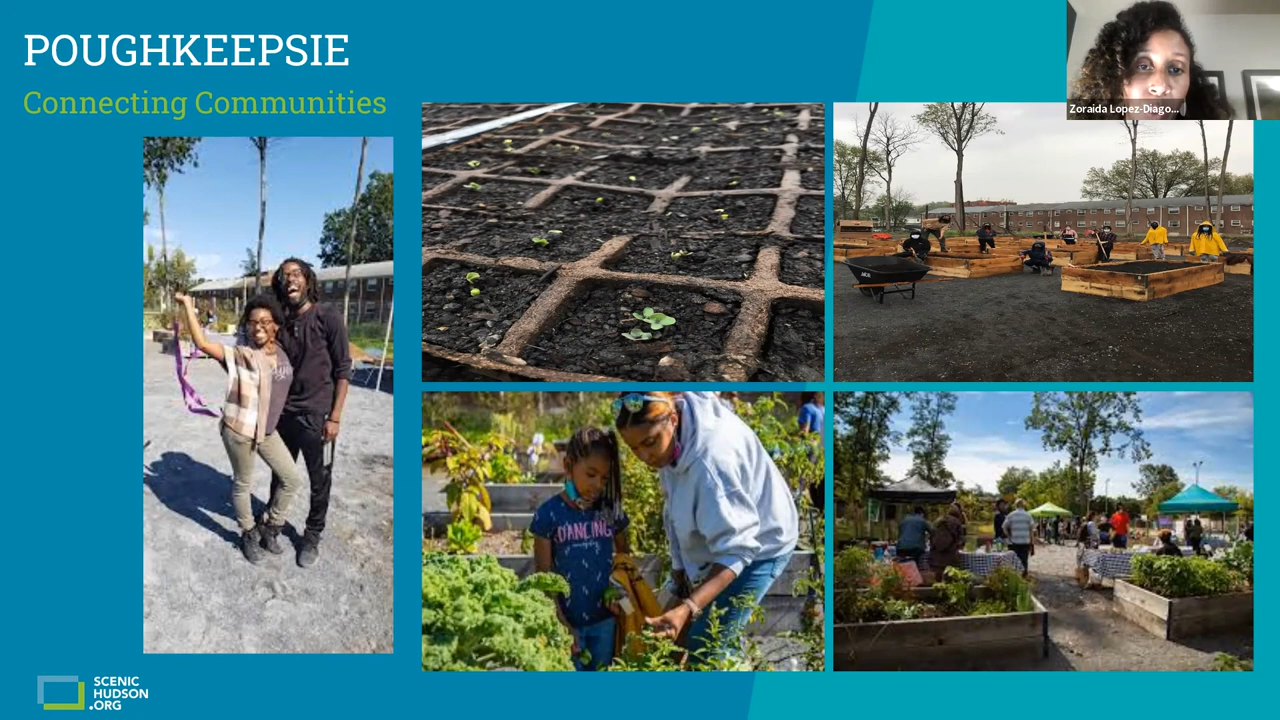 POUGHKEEPSIE
Connecting Communities
Zoraida Lopez-Diago...
DANCING
SCENIC
HUDSON
.ORG